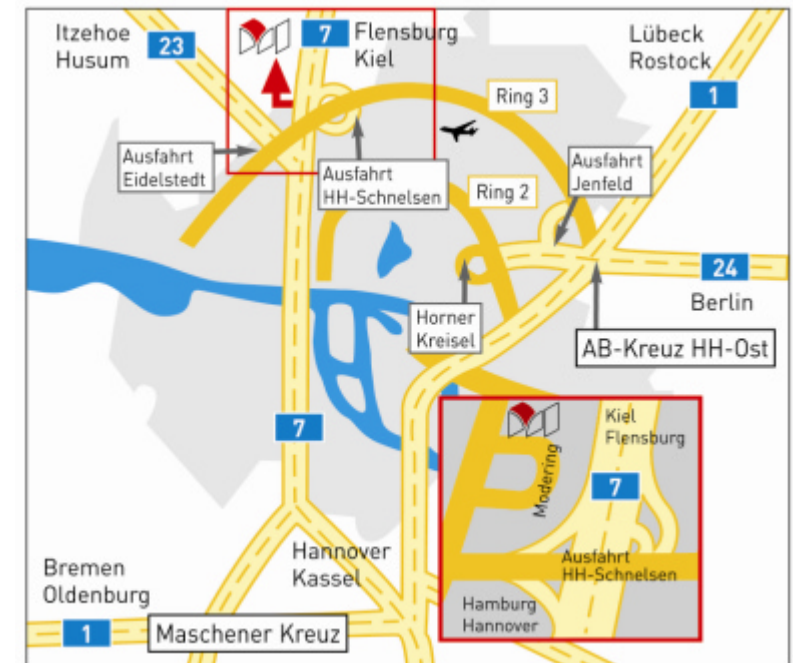 Itzehoe
Husum
23
7
Flensburg
Kiel
Lübeck
Rostock
1
Ring 3
Ausfahrt
Eidelstedt
Ausfahrt
HH-Schnelsen
Ring 2
Ausfahrt
Jenfeld
24
Berlin
Horner
Kreisel
AB-Kreuz HH-Ost
7
Kiel
Flensburg
7
Modering
Ausfahrt
HH-Schnelsen
Hamburg
Hannover
Hannover
Kassel
Bremen
Oldenburg
1
Maschener Kreuz